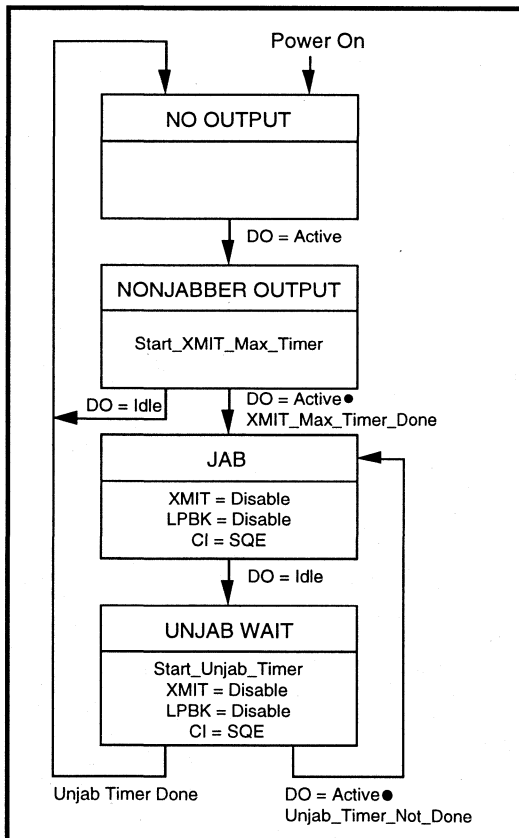 Power On
NO OUTPUT
DO = Active
NONJABBER OUTPUT
Start_XMIT_Max_Timer
DO = Idle
DO = Active●
XMIT_Max_Timer_Done
JAB
XMIT = Disable
LPBK = Disable
CI = SQE
DO = Idle
UNJAB WAIT
Start_Unjab_Timer
XMIT = Disable
LPBK = Disable
CI = SQE
Unjab Timer Done
DO = Active●
Unjab_Timer_Not_Done